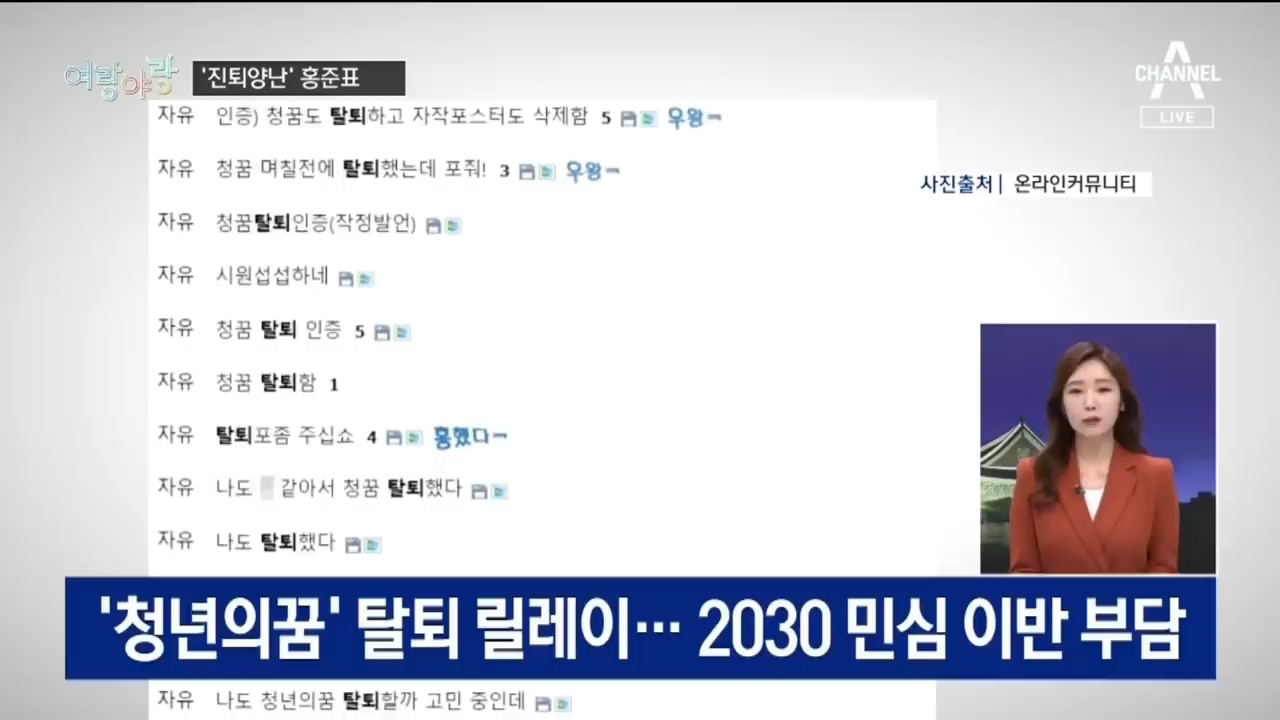 여랑야랑
'진퇴양난' 홍준표
CHANNEL A
LIVE
사진출처 | 온라인커뮤니티
자유 인증) 청꿈도 탈퇴하고 자작포스터도 삭제함 5 우왕ㅋ
자유 청꿈 며칠전에 탈퇴했는데 포줘! 3 우왕ㅋ
자유 청꿈탈퇴인증(작정발언)
자유 시원섭섭하네
자유 청꿈 탈퇴 인증 5
자유 청꿈 탈퇴함 1
자유 탈퇴포좀 주십쇼 4 흥했다ㅋ
자유 나도 같아서 청꿈 탈퇴했다
자유 나도 탈퇴했다
'청년의꿈' 탈퇴 릴레이… 2030 민심 이반 부담
자유 나도 청년의꿈 탈퇴할까 고민 중인데